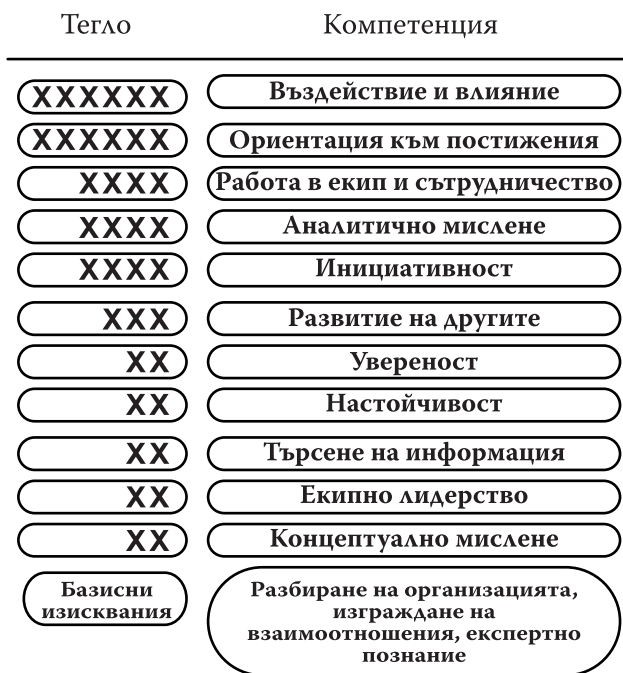 Тегло Компетенция
XXXXXX Въздействие и влияние
XXXXXX Ориентация към постижения
XXXX Работа в екип и сътрудничество
XXXX Аналитично мислене
XXXX Инициативност
XXX Развитие на другите
XX Увереност
XX Настойчивост
XX Търсене на информация
XX Екипно лидерство
XX Концептуално мислене
Базисни
изисквания
Разбиране на организацията,
изграждане на
взаимоотношения, експертно
познание